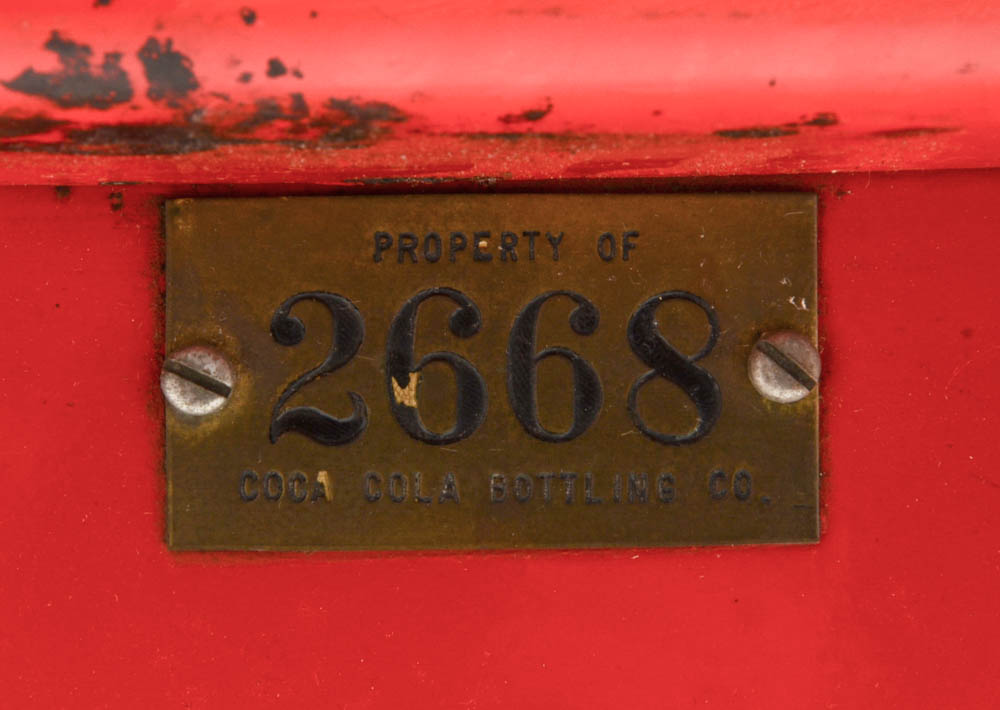 PROPERTY OF
2668
COCA COLA BOTTLING CO.